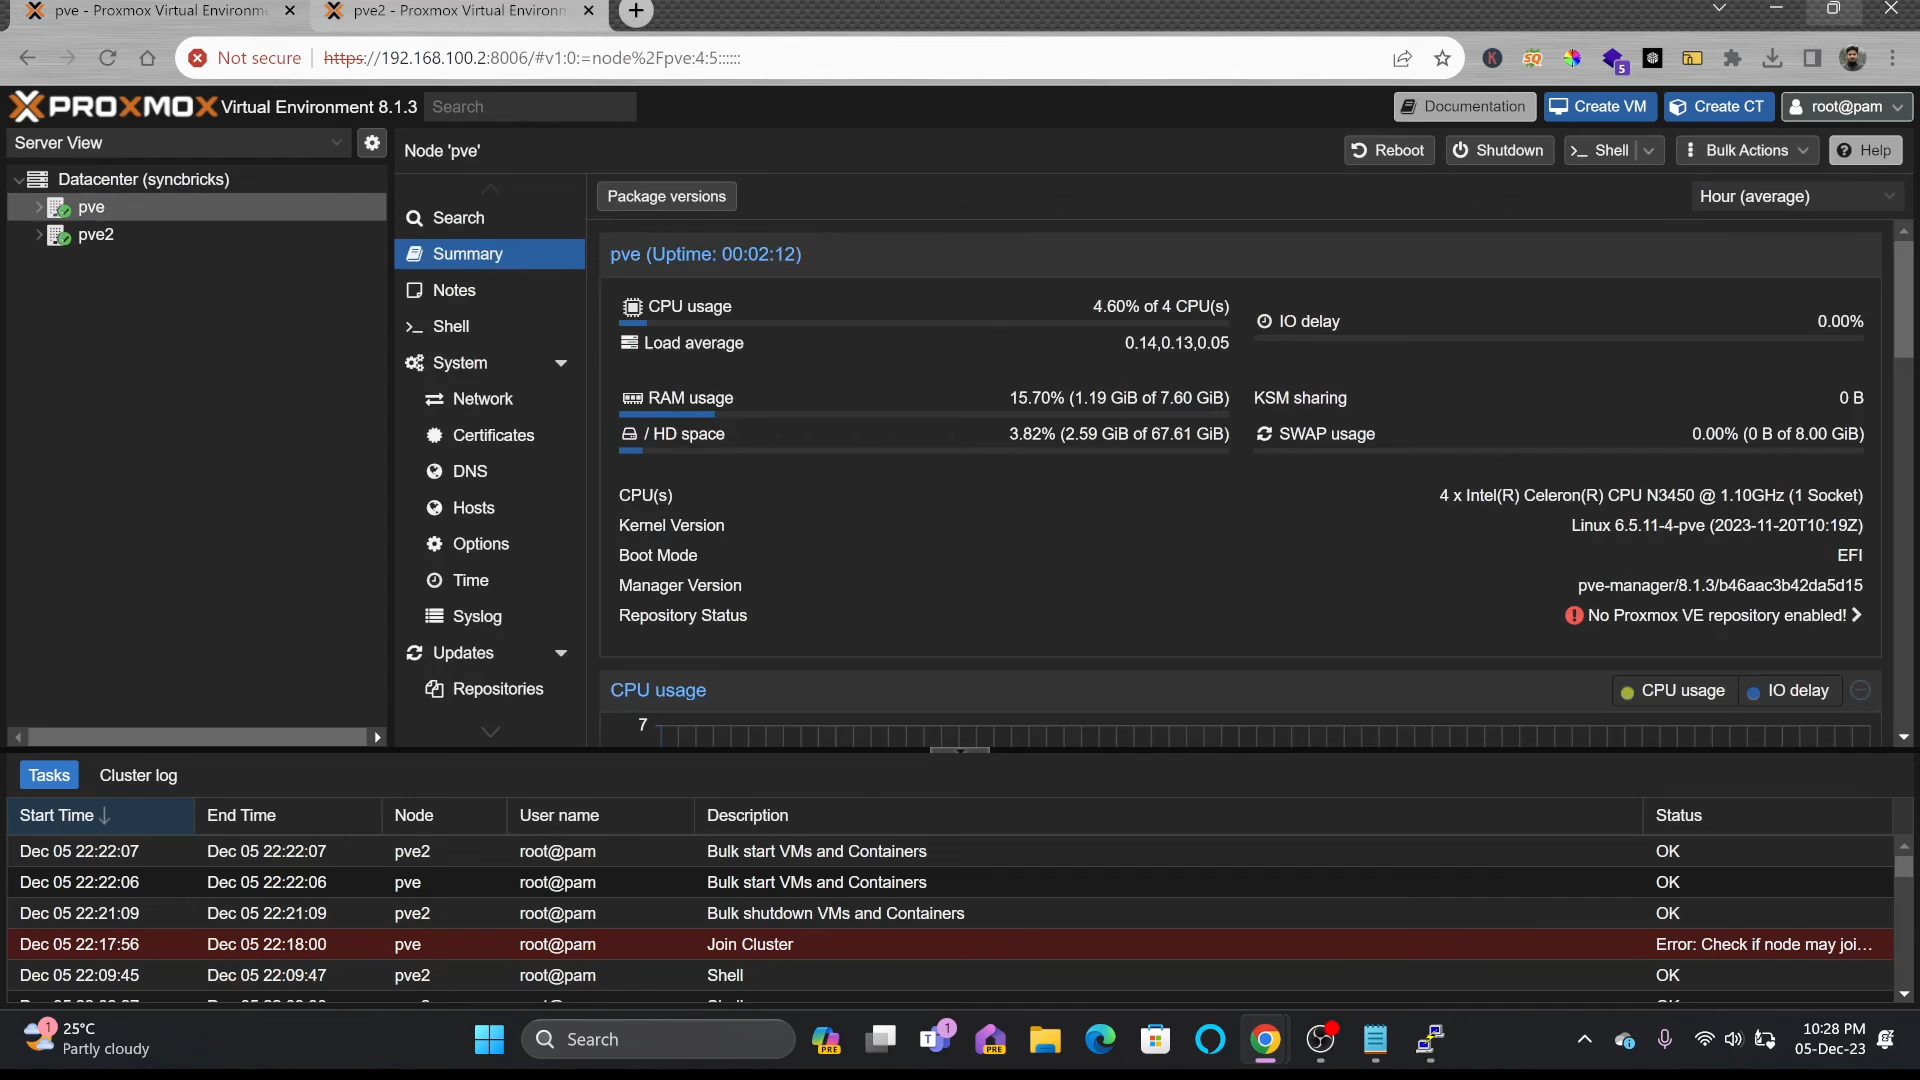 pve - Proxmox Virtual Environme
pve2 - Proxmox Virtual Environm
Not secure
https://192.168.100.2:8006/#v1:0:=node%2Fpve:4:5::::::
K
SQ
5
PROXMOX Virtual Environment 8.1.3
Search
Documentation
Create VM
Create CT
root@pam
Server View
Node 'pve'
Reboot
Shutdown
Shell
Bulk Actions
Help
Datacenter (syncbricks)
pve
pve2
Search
Summary
Notes
Shell
System
Network
Certificates
DNS
Hosts
Options
Time
Syslog
Updates
Repositories
Package versions
Hour (average)
pve (Uptime: 00:02:12)
CPU usage 4.60% of 4 CPU(s)
IO delay 0.00%
Load average 0.14,0.13,0.05
RAM usage 15.70% (1.19 GiB of 7.60 GiB)
KSM sharing 0 B
/ HD space 3.82% (2.59 GiB of 67.61 GiB)
SWAP usage 0.00% (0 B of 8.00 GiB)
CPU(s) 4 x Intel(R) Celeron(R) CPU N3450 @ 1.10GHz (1 Socket)
Kernel Version Linux 6.5.11-4-pve (2023-11-20T10:19Z)
Boot Mode EFI
Manager Version pve-manager/8.1.3/b46aac3b42da5d15
Repository Status No Proxmox VE repository enabled!
CPU usage
CPU usage
IO delay
7
Tasks
Cluster log
Start Time End Time Node User name Description Status
Dec 05 22:22:07 Dec 05 22:22:07 pve2 root@pam Bulk start VMs and Containers OK
Dec 05 22:22:06 Dec 05 22:22:06 pve root@pam Bulk start VMs and Containers OK
Dec 05 22:21:09 Dec 05 22:21:09 pve2 root@pam Bulk shutdown VMs and Containers OK
Dec 05 22:17:56 Dec 05 22:18:00 pve root@pam Join Cluster Error: Check if node may joi...
Dec 05 22:09:45 Dec 05 22:09:47 pve2 root@pam Shell OK
1
25°C
Partly cloudy
Search
PRE
T
1
PRE
10:28 PM
05-Dec-23